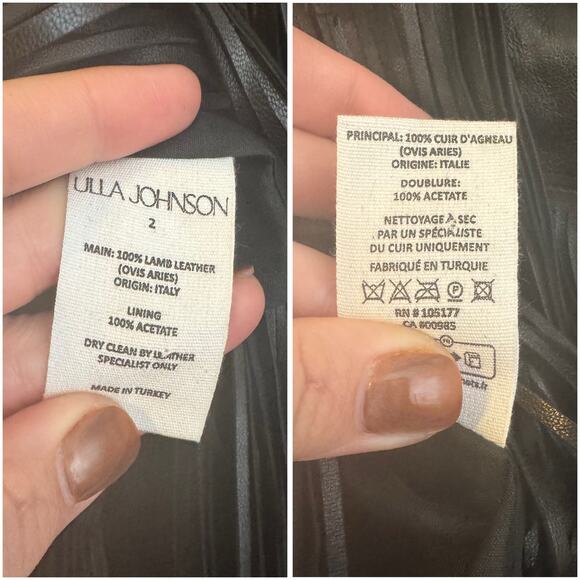 ULLA JOHNSON
2
MAIN: 100% LAMB LEATHER
(OVIS ARIES)
ORIGIN: ITALY
LINING
100% ACETATE
DRY CLEAN BY LEATHER
SPECIALIST ONLY
MADE IN TURKEY
PRINCIPAL: 100% CUIR D'AGNEAU
(OVIS ARIES)
ORIGINE: ITALIE
DOUBLURE:
100% ACETATE
NETTOYAGE À SEC
PAR UN SPÉCIALISTE
DU CUIR UNIQUEMENT
FABRIQUÉ EN TURQUIE
P
RN # 105177
CA #00985
FR